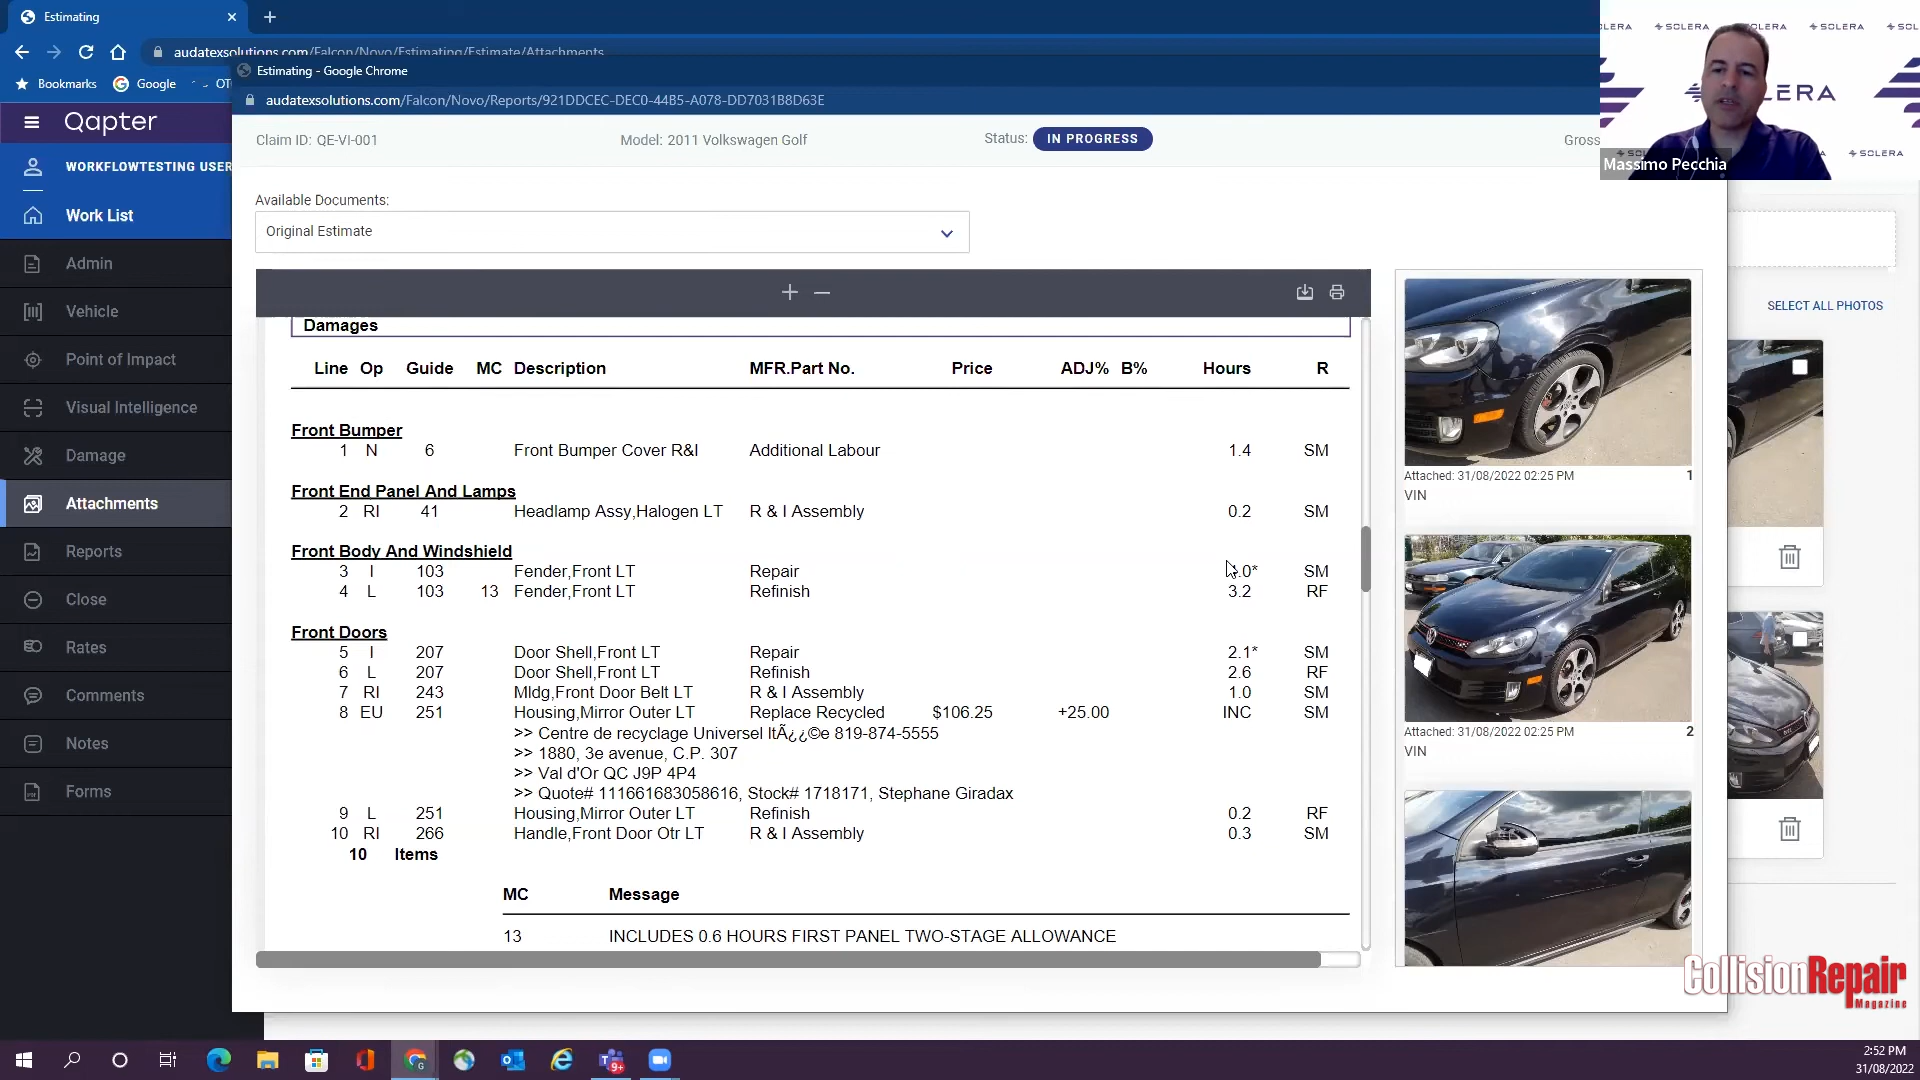 Estimating
audatexsolutions.com/Falcon/Novo/Estimating/Estimate/Attachments
Bookmarks Google
Estimating - Google Chrome
audatexsolutions.com/Falcon/Novo/Reports/921DDCEC-DEC0-44B5-A078-DD7031B8D63E
Qapter
WORKFLOWTESTING USER
Work List
Admin
Vehicle
Point of Impact
Visual Intelligence
Damage
Attachments
Reports
Close
Rates
Comments
Notes
Forms
Claim ID: QE-VI-001 Model: 2011 Volkswagen Golf Status: IN PROGRESS Gross
Available Documents:
Original Estimate
Damages
Line Op Guide MC Description MFR.Part No. Price ADJ% B% Hours R
Front Bumper
1 N 6 Front Bumper Cover R&I Additional Labour 1.4 SM
Front End Panel And Lamps
2 RI 41 Headlamp Assy,Halogen LT R & I Assembly 0.2 SM
Front Body And Windshield
3 I 103 Fender,Front LT Repair .0* SM
4 L 103 13 Fender,Front LT Refinish 3.2 RF
Front Doors
5 I 207 Door Shell,Front LT Repair 2.1* SM
6 L 207 Door Shell,Front LT Refinish 2.6 RF
7 RI 243 Mldg,Front Door Belt LT R & I Assembly 1.0 SM
8 EU 251 Housing,Mirror Outer LT Replace Recycled $106.25 +25.00 INC SM
>> Centre de recyclage Universel ltÃ¿¿©e 819-874-5555
>> 1880, 3e avenue, C.P. 307
>> Val d'Or QC J9P 4P4
>> Quote# 111661683058616, Stock# 1718171, Stephane Giradax
9 L 251 Housing,Mirror Outer LT Refinish 0.2 RF
10 RI 266 Handle,Front Door Otr LT R & I Assembly 0.3 SM
10 Items
MC Message
13 INCLUDES 0.6 HOURS FIRST PANEL TWO-STAGE ALLOWANCE
Attached: 31/08/2022 02:25 PM 1
VIN
Attached: 31/08/2022 02:25 PM 2
VIN
SELECT ALL PHOTOS
SOLERA SOLERA
SOLERA
Massimo Pecchia
CollisionRepair
Magazine
9+
2:52 PM
31/08/2022